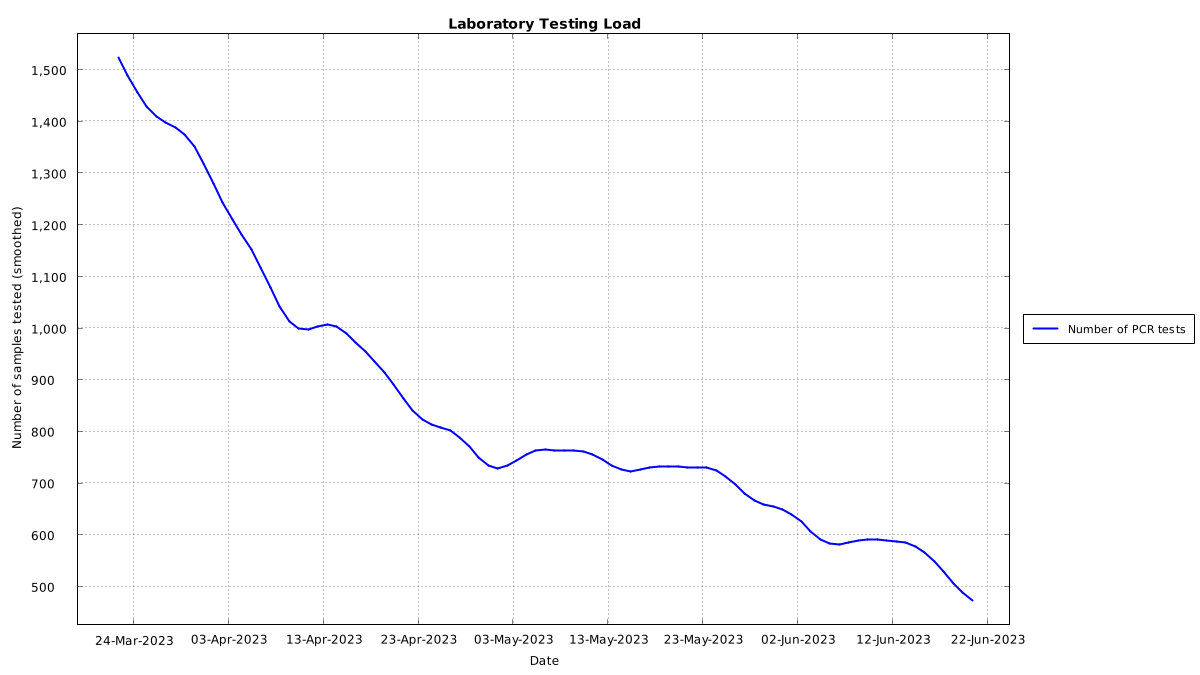 Laboratory Testing Load
Number of samples tested (smoothed)
1,500
1,400
1,300
1,200
1,100
1,000
900
800
700
600
500
24-Mar-2023 03-Apr-2023 13-Apr-2023 23-Apr-2023 03-May-2023 13-May-2023 23-May-2023 02-Jun-2023 12-Jun-2023 22-Jun-2023
Date
Number of PCR tests